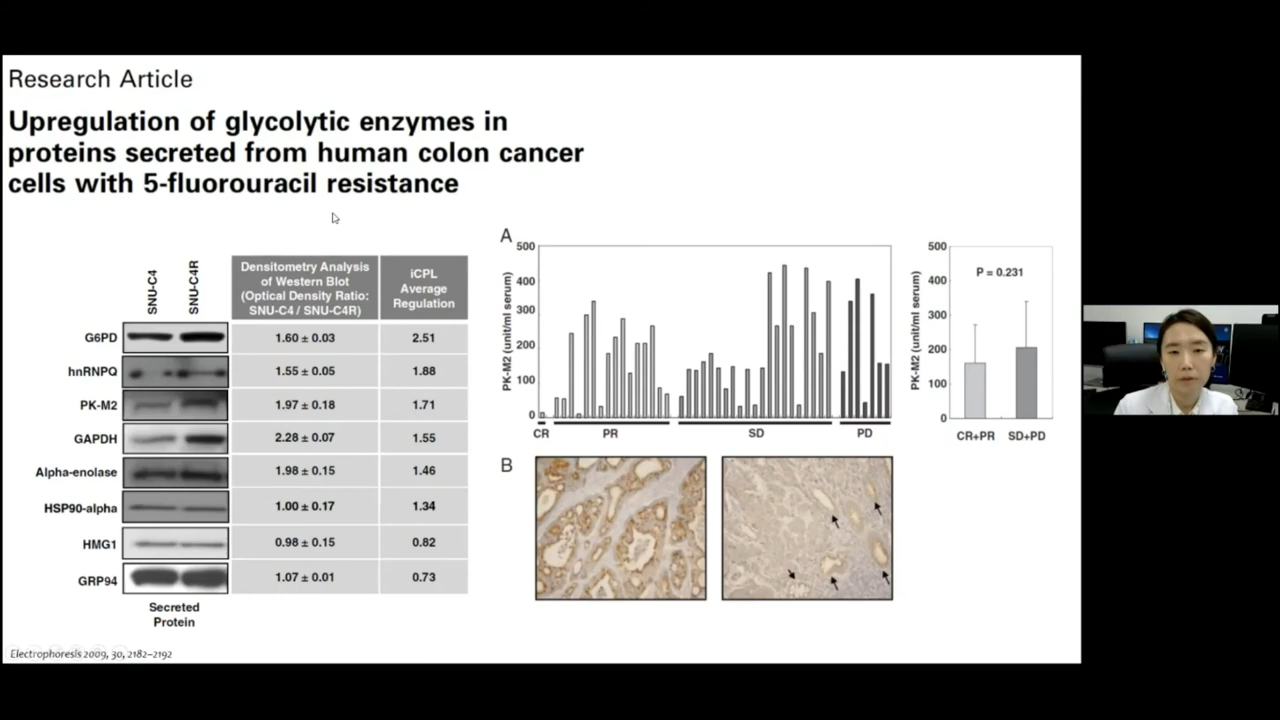 Research Article
Upregulation of glycolytic enzymes in
proteins secreted from human colon cancer
cells with 5-fluorouracil resistance
SNU-C4
SNU-C4R
Densitometry Analysis
of Western Blot
(Optical Density Ratio:
SNU-C4 / SNU-C4R)
iCPL
Average
Regulation
G6PD 1.60 ± 0.03 2.51
hnRNPQ 1.55 ± 0.05 1.88
PK-M2 1.97 ± 0.18 1.71
GAPDH 2.28 ± 0.07 1.55
Alpha-enolase 1.98 ± 0.15 1.46
HSP90-alpha 1.00 ± 0.17 1.34
HMG1 0.98 ± 0.15 0.82
GRP94 1.07 ± 0.01 0.73
Secreted
Protein
A
PK-M2 (unit/ml serum)
500
400
300
200
100
0
CR PR SD PD
PK-M2 (unit/ml serum)
500
400
300
200
100
0
P = 0.231
CR+PR SD+PD
B
Electrophoresis 2009, 30, 2182–2192